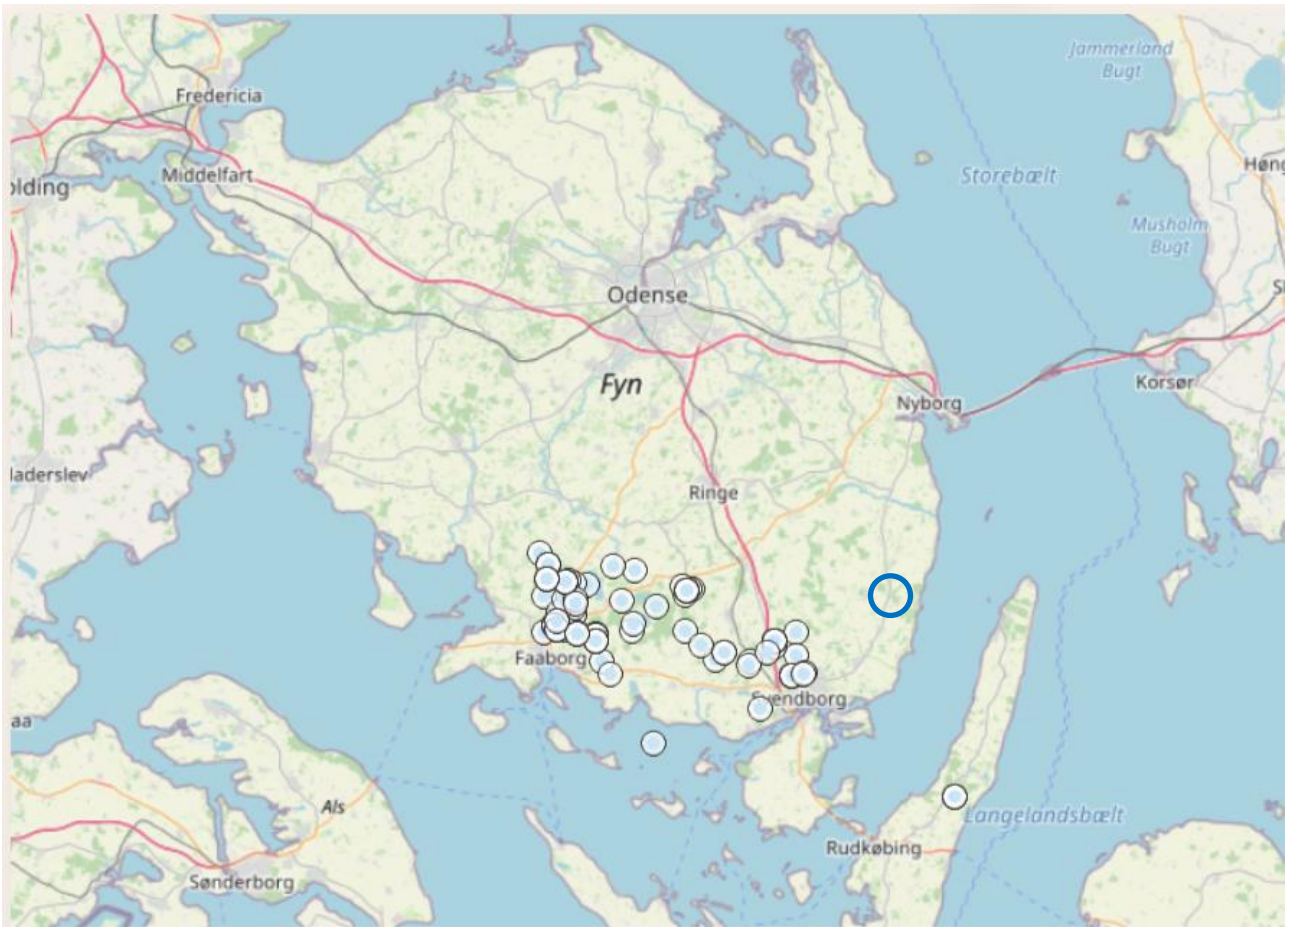 Jammerland
Bugt
Fredericia
Middelfart
olding
Storebælt
Høng
Musholm
Bugt
Odense
Fyn
Korsør
Nyborg
laderslev
Ringe
Faaborg
Svendborg
aa
Als
Langelandsbælt
Rudkøbing
Sønderborg